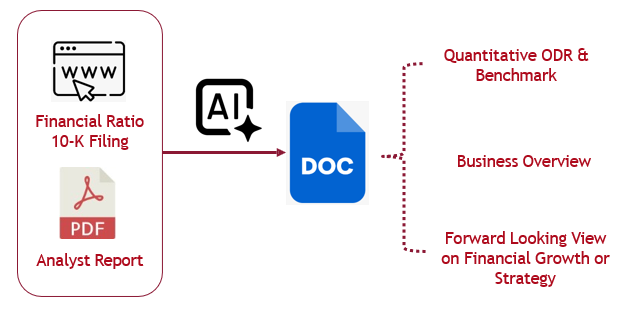 WWW
Financial Ratio
10-K Filing
PDF
Analyst Report
AI
DOC
Quantitative ODR &
Benchmark
Business Overview
Forward Looking View
on Financial Growth or
Strategy